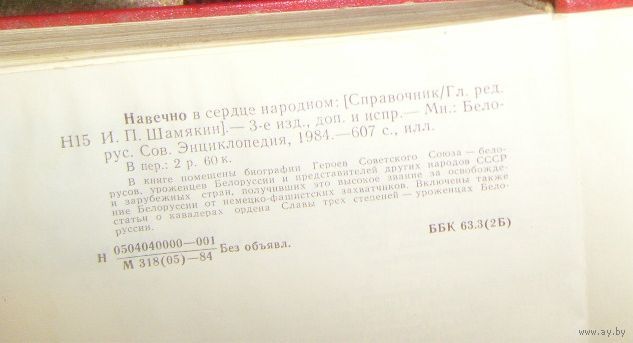 Навечно в сердце народном: [Справочник/Гл. ред.
Н15 И. П. Шамякин].— 3-е изд., доп. и испр.— Мн.: Бело-
рус. Сов. Энциклопедия, 1984.—607 с., илл.
В пер.: 2 р. 60 к.
В книге помещены биографии Героев Советского Союза — бело-
русов, уроженцев Белоруссии и представителей других народов СССР
и зарубежных стран, получивших это высокое звание за освобожде-
ние Белоруссии от немецко-фашистских захватчиков. Включены также
статьи о кавалерах ордена Славы трех степеней — уроженцах Бело-
руссии.
Н 0504040000—001
М 318(05)—84 Без объявл.
ББК 63.3(2Б)
www.ay.by